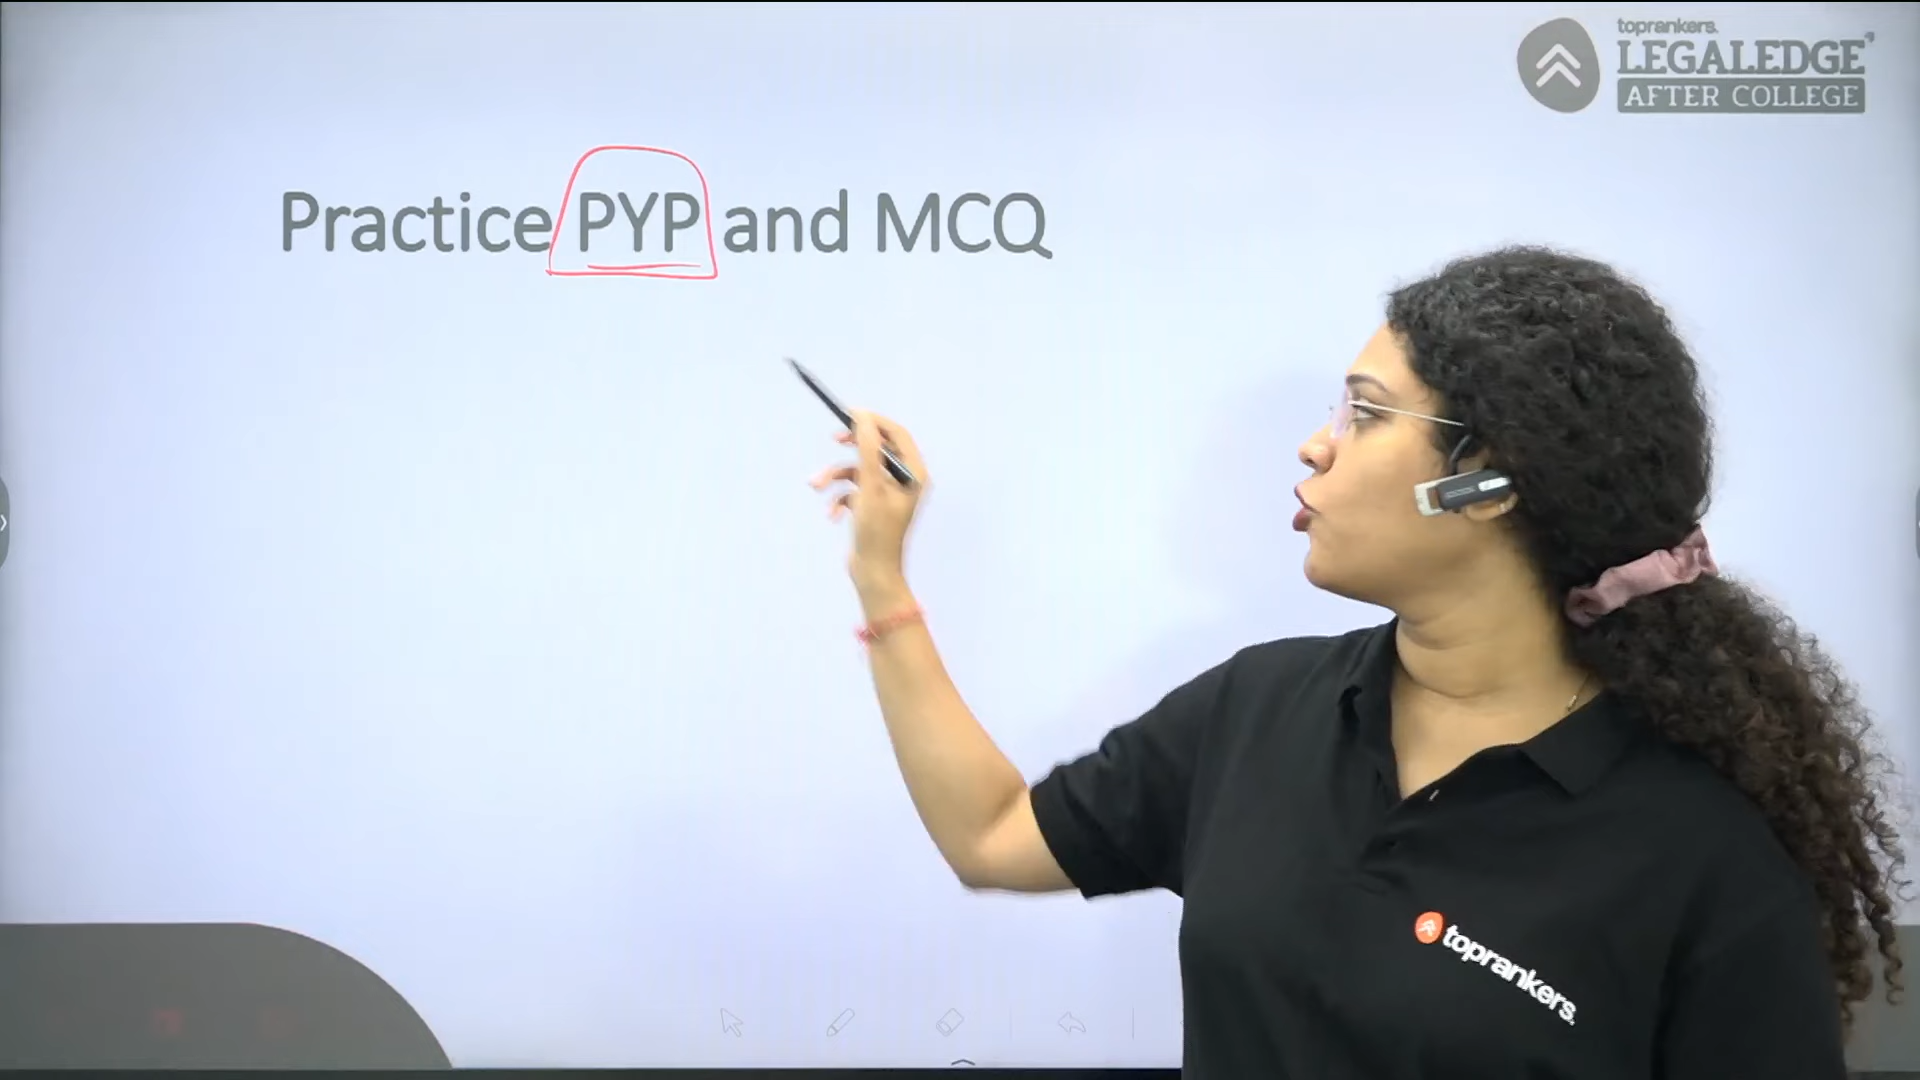 toprankers.
LEGALEDGE
AFTER COLLEGE
Practice PYP and MCQ
toprankers.